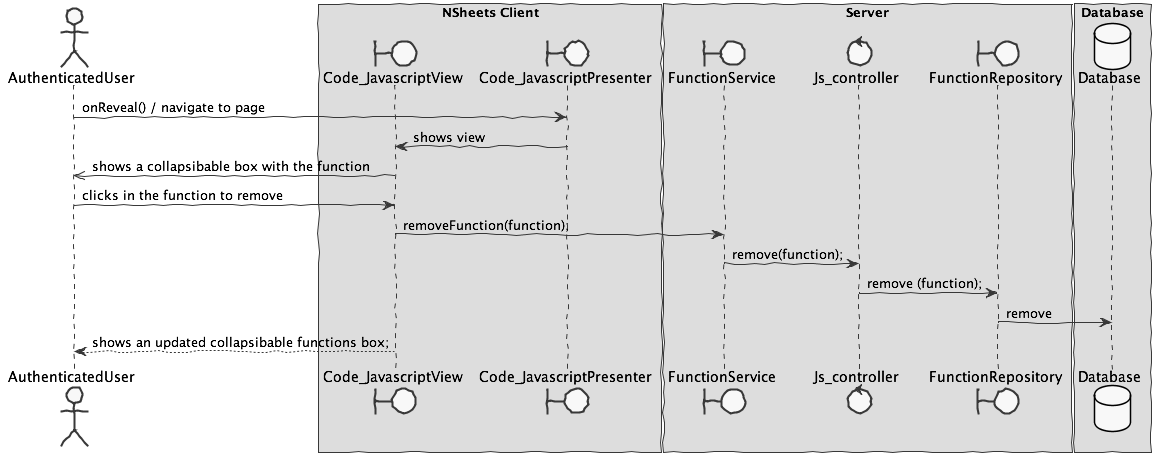 NSheets Client
Server
Database
AuthenticatedUser
Code_JavascriptView
Code_JavascriptPresenter
FunctionService
Js_controller
FunctionRepository
Database
onReveal() / navigate to page
shows view
shows a collapsibable box with the function
clicks in the function to remove
removeFunction(function);
remove(function);
remove (function);
remove
shows an updated collapsibable functions box;
AuthenticatedUser
Code_JavascriptView
Code_JavascriptPresenter
FunctionService
Js_controller
FunctionRepository
Database